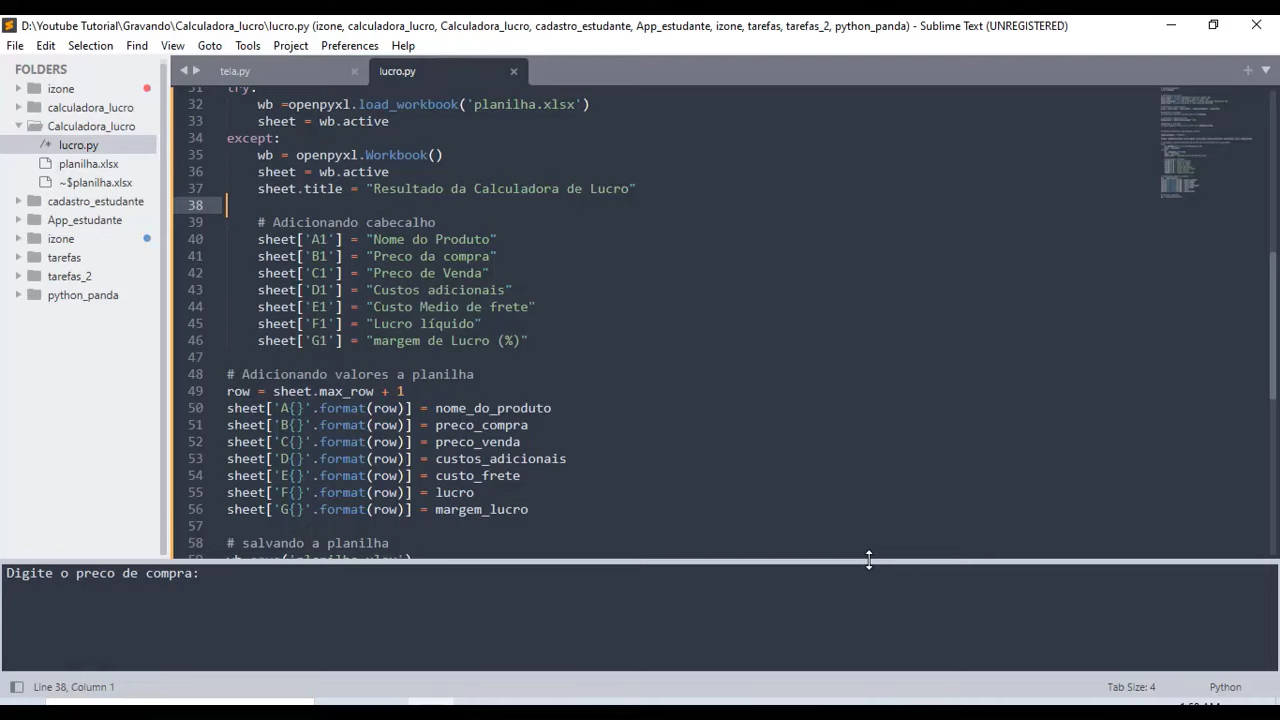 D:\Youtube Tutorial\Gravando\Calculadora_lucro\lucro.py (izone, calculadora_lucro, Calculadora_lucro, cadastro_estudante, App_estudante, izone, tarefas, tarefas_2, python_panda) - Sublime Text (UNREGISTERED)
File Edit Selection Find View Goto Tools Project Preferences Help
FOLDERS
izone
calculadora_lucro
Calculadora_lucro
/* lucro.py
planilha.xlsx
~$planilha.xlsx
cadastro_estudante
App_estudante
izone
tarefas
tarefas_2
python_panda
tela.py
lucro.py
31 try:
32 wb =openpyxl.load_workbook('planilha.xlsx')
33 sheet = wb.active
34 except:
35 wb = openpyxl.Workbook()
36 sheet = wb.active
37 sheet.title = "Resultado da Calculadora de Lucro"
38
39 # Adicionando cabecalho
40 sheet['A1'] = "Nome do Produto"
41 sheet['B1'] = "Preco da compra"
42 sheet['C1'] = "Preco de Venda"
43 sheet['D1'] = "Custos adicionais"
44 sheet['E1'] = "Custo Medio de frete"
45 sheet['F1'] = "Lucro líquido"
46 sheet['G1'] = "margem de Lucro (%)"
47
48 # Adicionando valores a planilha
49 row = sheet.max_row + 1
50 sheet['A{}'.format(row)] = nome_do_produto
51 sheet['B{}'.format(row)] = preco_compra
52 sheet['C{}'.format(row)] = preco_venda
53 sheet['D{}'.format(row)] = custos_adicionais
54 sheet['E{}'.format(row)] = custo_frete
55 sheet['F{}'.format(row)] = lucro
56 sheet['G{}'.format(row)] = margem_lucro
57
58 # salvando a planilha
59 wb.save('planilha.xlsx')
Digite o preco de compra:
Line 38, Column 1
Tab Size: 4
Python